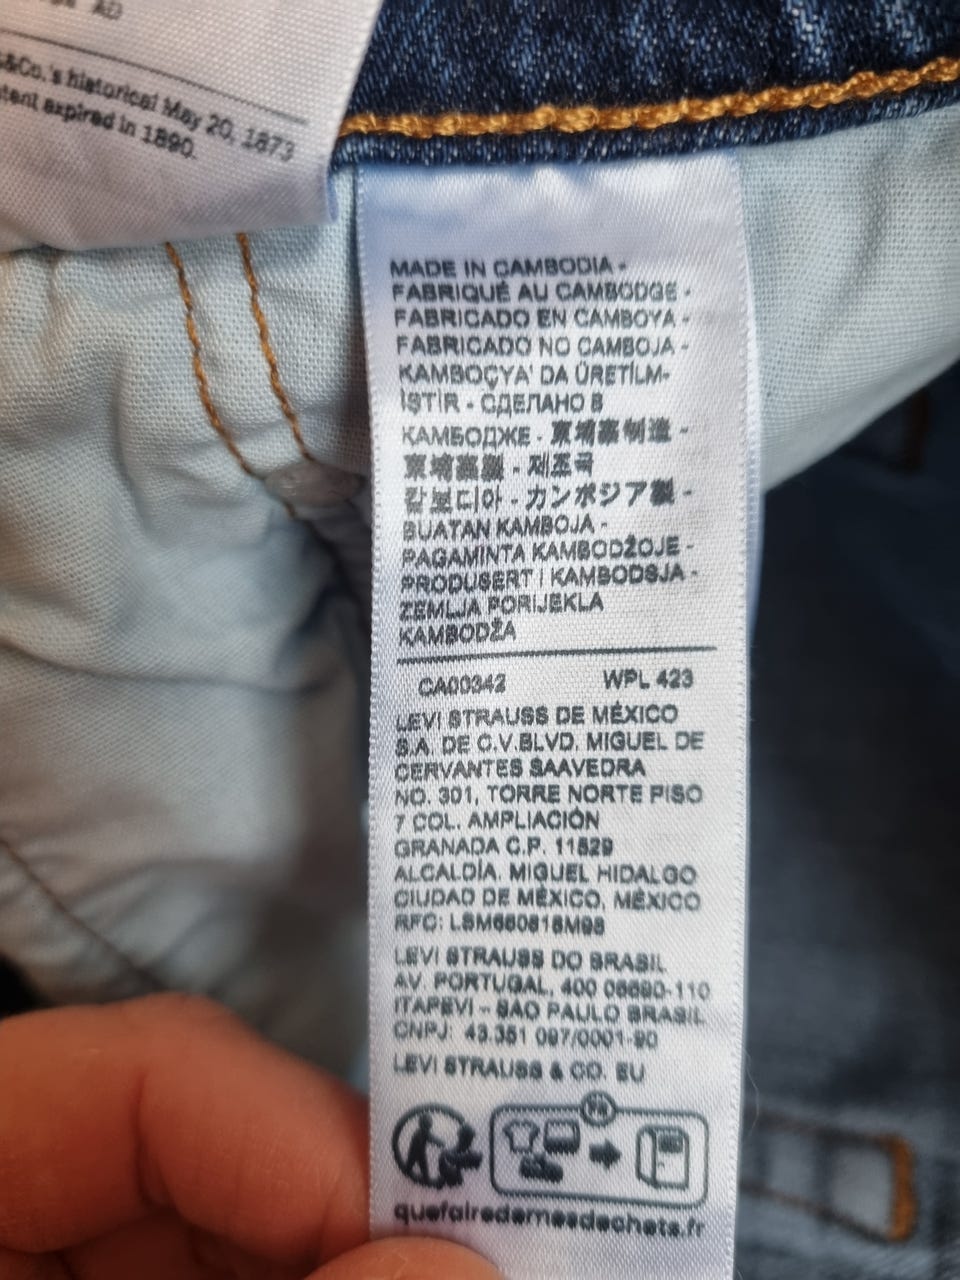 AD
&Co.'s historical May 20, 1873
expired in 1890.
MADE IN CAMBODIA -
FABRIQUÉ AU CAMBODGE -
FABRICADO EN CAMBOYA -
FABRICADO NO CAMBOJA -
KAMBOÇYA' DA ÜRETİLM-
İŞTİR - СДЕЛАНО В
КАМБОДЖЕ - 柬埔寨制造 -
柬埔寨製 - 제조국
캄보디아 - カンボジア製 -
BUATAN KAMBOJA -
PAGAMINTA KAMBODŽOJE -
PRODUSERT I KAMBODSJA -
ZEMLJA PORIJEKLA
KAMBODŽA
CA00342 WPL 423
LEVI STRAUSS DE MÉXICO
S.A. DE C.V.BLVD. MIGUEL DE
CERVANTES SAAVEDRA
NO. 301, TORRE NORTE PISO
7 COL. AMPLIACIÓN
GRANADA C.P. 11529
ALCALDÍA. MIGUEL HIDALGO
CIUDAD DE MÉXICO, MÉXICO
RFC: LSM660818M98
LEVI STRAUSS DO BRASIL
AV. PORTUGAL, 400 06690-110
ITAPEVI - SAO PAULO BRASIL
CNPJ: 43.351 097/0001-90
LEVI STRAUSS & CO. EU
FR
quefairedemesdechets.fr